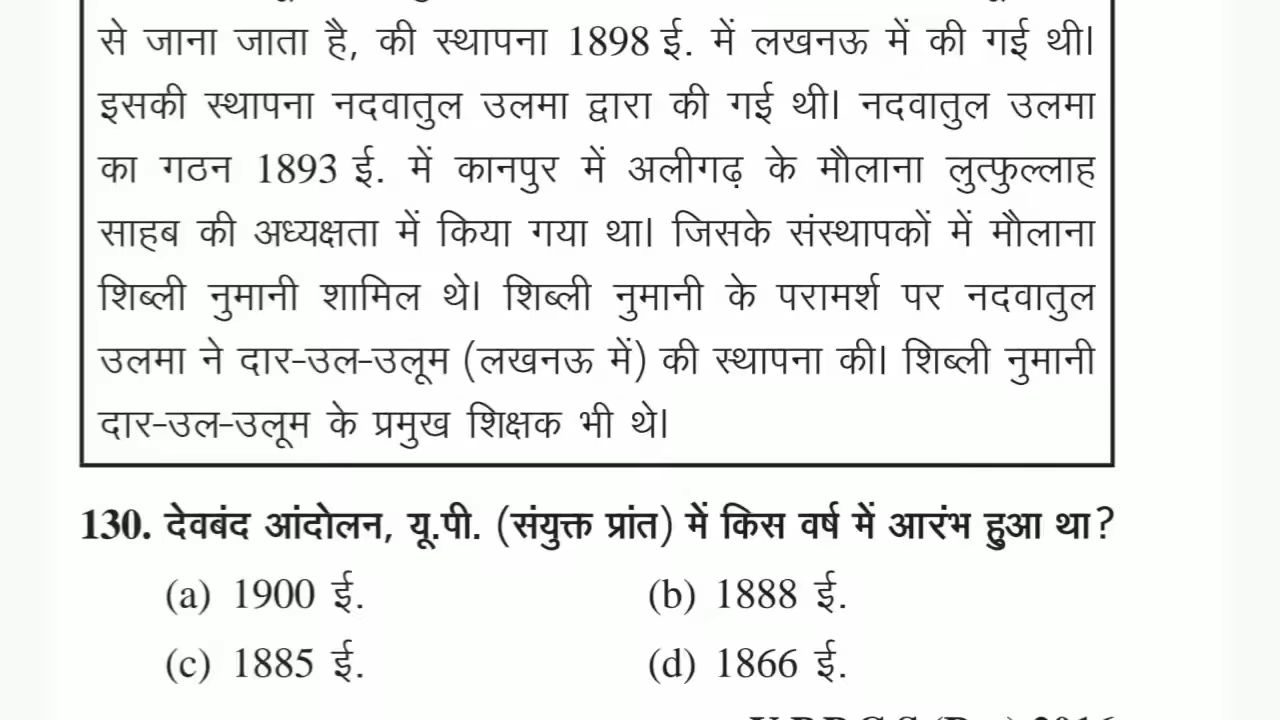 से जाना जाता है, की स्थापना 1898 ई. में लखनऊ में की गई थी।
इसकी स्थापना नदवातुल उलमा द्वारा की गई थी। नदवातुल उलमा
का गठन 1893 ई. में कानपुर में अलीगढ़ के मौलाना लुत्फुल्लाह
साहब की अध्यक्षता में किया गया था। जिसके संस्थापकों में मौलाना
शिब्ली नुमानी शामिल थे। शिब्ली नुमानी के परामर्श पर नदवातुल
उलमा ने दार-उल-उलूम (लखनऊ में) की स्थापना की। शिब्ली नुमानी
दार-उल-उलूम के प्रमुख शिक्षक भी थे।
130. देवबंद आंदोलन, यू.पी. (संयुक्त प्रांत) में किस वर्ष में आरंभ हुआ था?
(a) 1900 ई. (b) 1888 ई.
(c) 1885 ई. (d) 1866 ई.